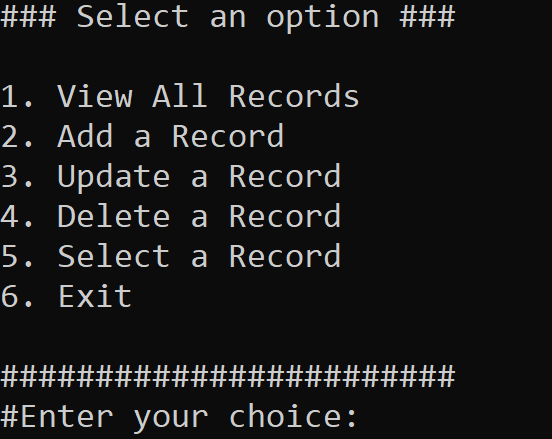 ### Select an option ###
1. View All Records
2. Add a Record
3. Update a Record
4. Delete a Record
5. Select a Record
6. Exit
########################
#Enter your choice: